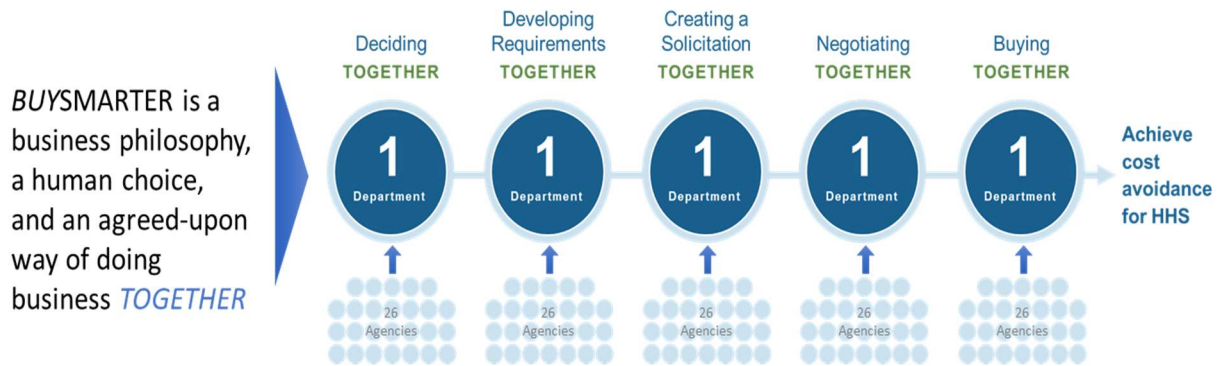 BUYSMARTER is a
business philosophy,
a human choice,
and an agreed-upon
way of doing
business TOGETHER
Deciding
TOGETHER
1
Department
26
Agencies
Developing
Requirements
TOGETHER
1
Department
26
Agencies
Creating a
Solicitation
TOGETHER
1
Department
26
Agencies
Negotiating
TOGETHER
1
Department
26
Agencies
Buying
TOGETHER
1
Department
26
Agencies
Achieve
cost
avoidance
for HHS